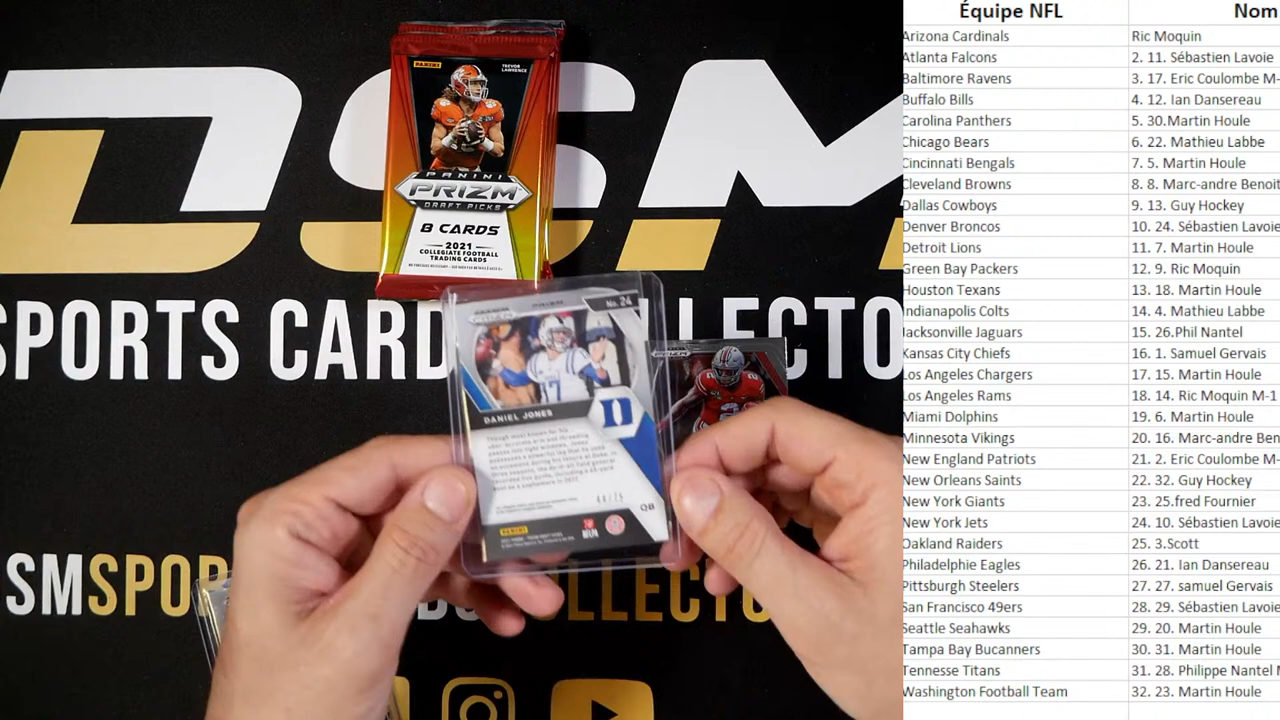 PANINI
TREVOR
LAWRENCE
PANINI
PRIZM
DRAFT PICKS
8 CARDS
2021
COLLEGIATE FOOTBALL
TRADING CARDS
DSM
SPORTS CARD
LLECTO
SMSPOR
OLLECTO
PRIZM
No. 24
DANIEL JONES
PANINI
NFLPA
QB
PRIZM
Équipe NFL Nom
Arizona Cardinals Ric Moquin
Atlanta Falcons 2. 11. Sébastien Lavoie
Baltimore Ravens 3. 17. Eric Coulombe M-
Buffalo Bills 4. 12. Ian Dansereau
Carolina Panthers 5. 30.Martin Houle
Chicago Bears 6. 22. Mathieu Labbe
Cincinnati Bengals 7. 5. Martin Houle
Cleveland Browns 8. 8. Marc-andre Benoit
Dallas Cowboys 9. 13. Guy Hockey
Denver Broncos 10. 24. Sébastien Lavoie
Detroit Lions 11. 7. Martin Houle
Green Bay Packers 12. 9. Ric Moquin
Houston Texans 13. 18. Martin Houle
Indianapolis Colts 14. 4. Mathieu Labbe
Jacksonville Jaguars 15. 26.Phil Nantel
Kansas City Chiefs 16. 1. Samuel Gervais
Los Angeles Chargers 17. 15. Martin Houle
Los Angeles Rams 18. 14. Ric Moquin M-1
Miami Dolphins 19. 6. Martin Houle
Minnesota Vikings 20. 16. Marc-andre Ben
New England Patriots 21. 2. Eric Coulombe M-
New Orleans Saints 22. 32. Guy Hockey
New York Giants 23. 25.fred Fournier
New York Jets 24. 10. Sébastien Lavoie
Oakland Raiders 25. 3.Scott
Philadelphia Eagles 26. 21. Ian Dansereau
Pittsburgh Steelers 27. 27. samuel Gervais
San Francisco 49ers 28. 29. Sébastien Lavoie
Seattle Seahawks 29. 20. Martin Houle
Tampa Bay Bucanners 30. 31. Martin Houle
Tennesse Titans 31. 28. Philippe Nantel
Washington Football Team 32. 23. Martin Houle